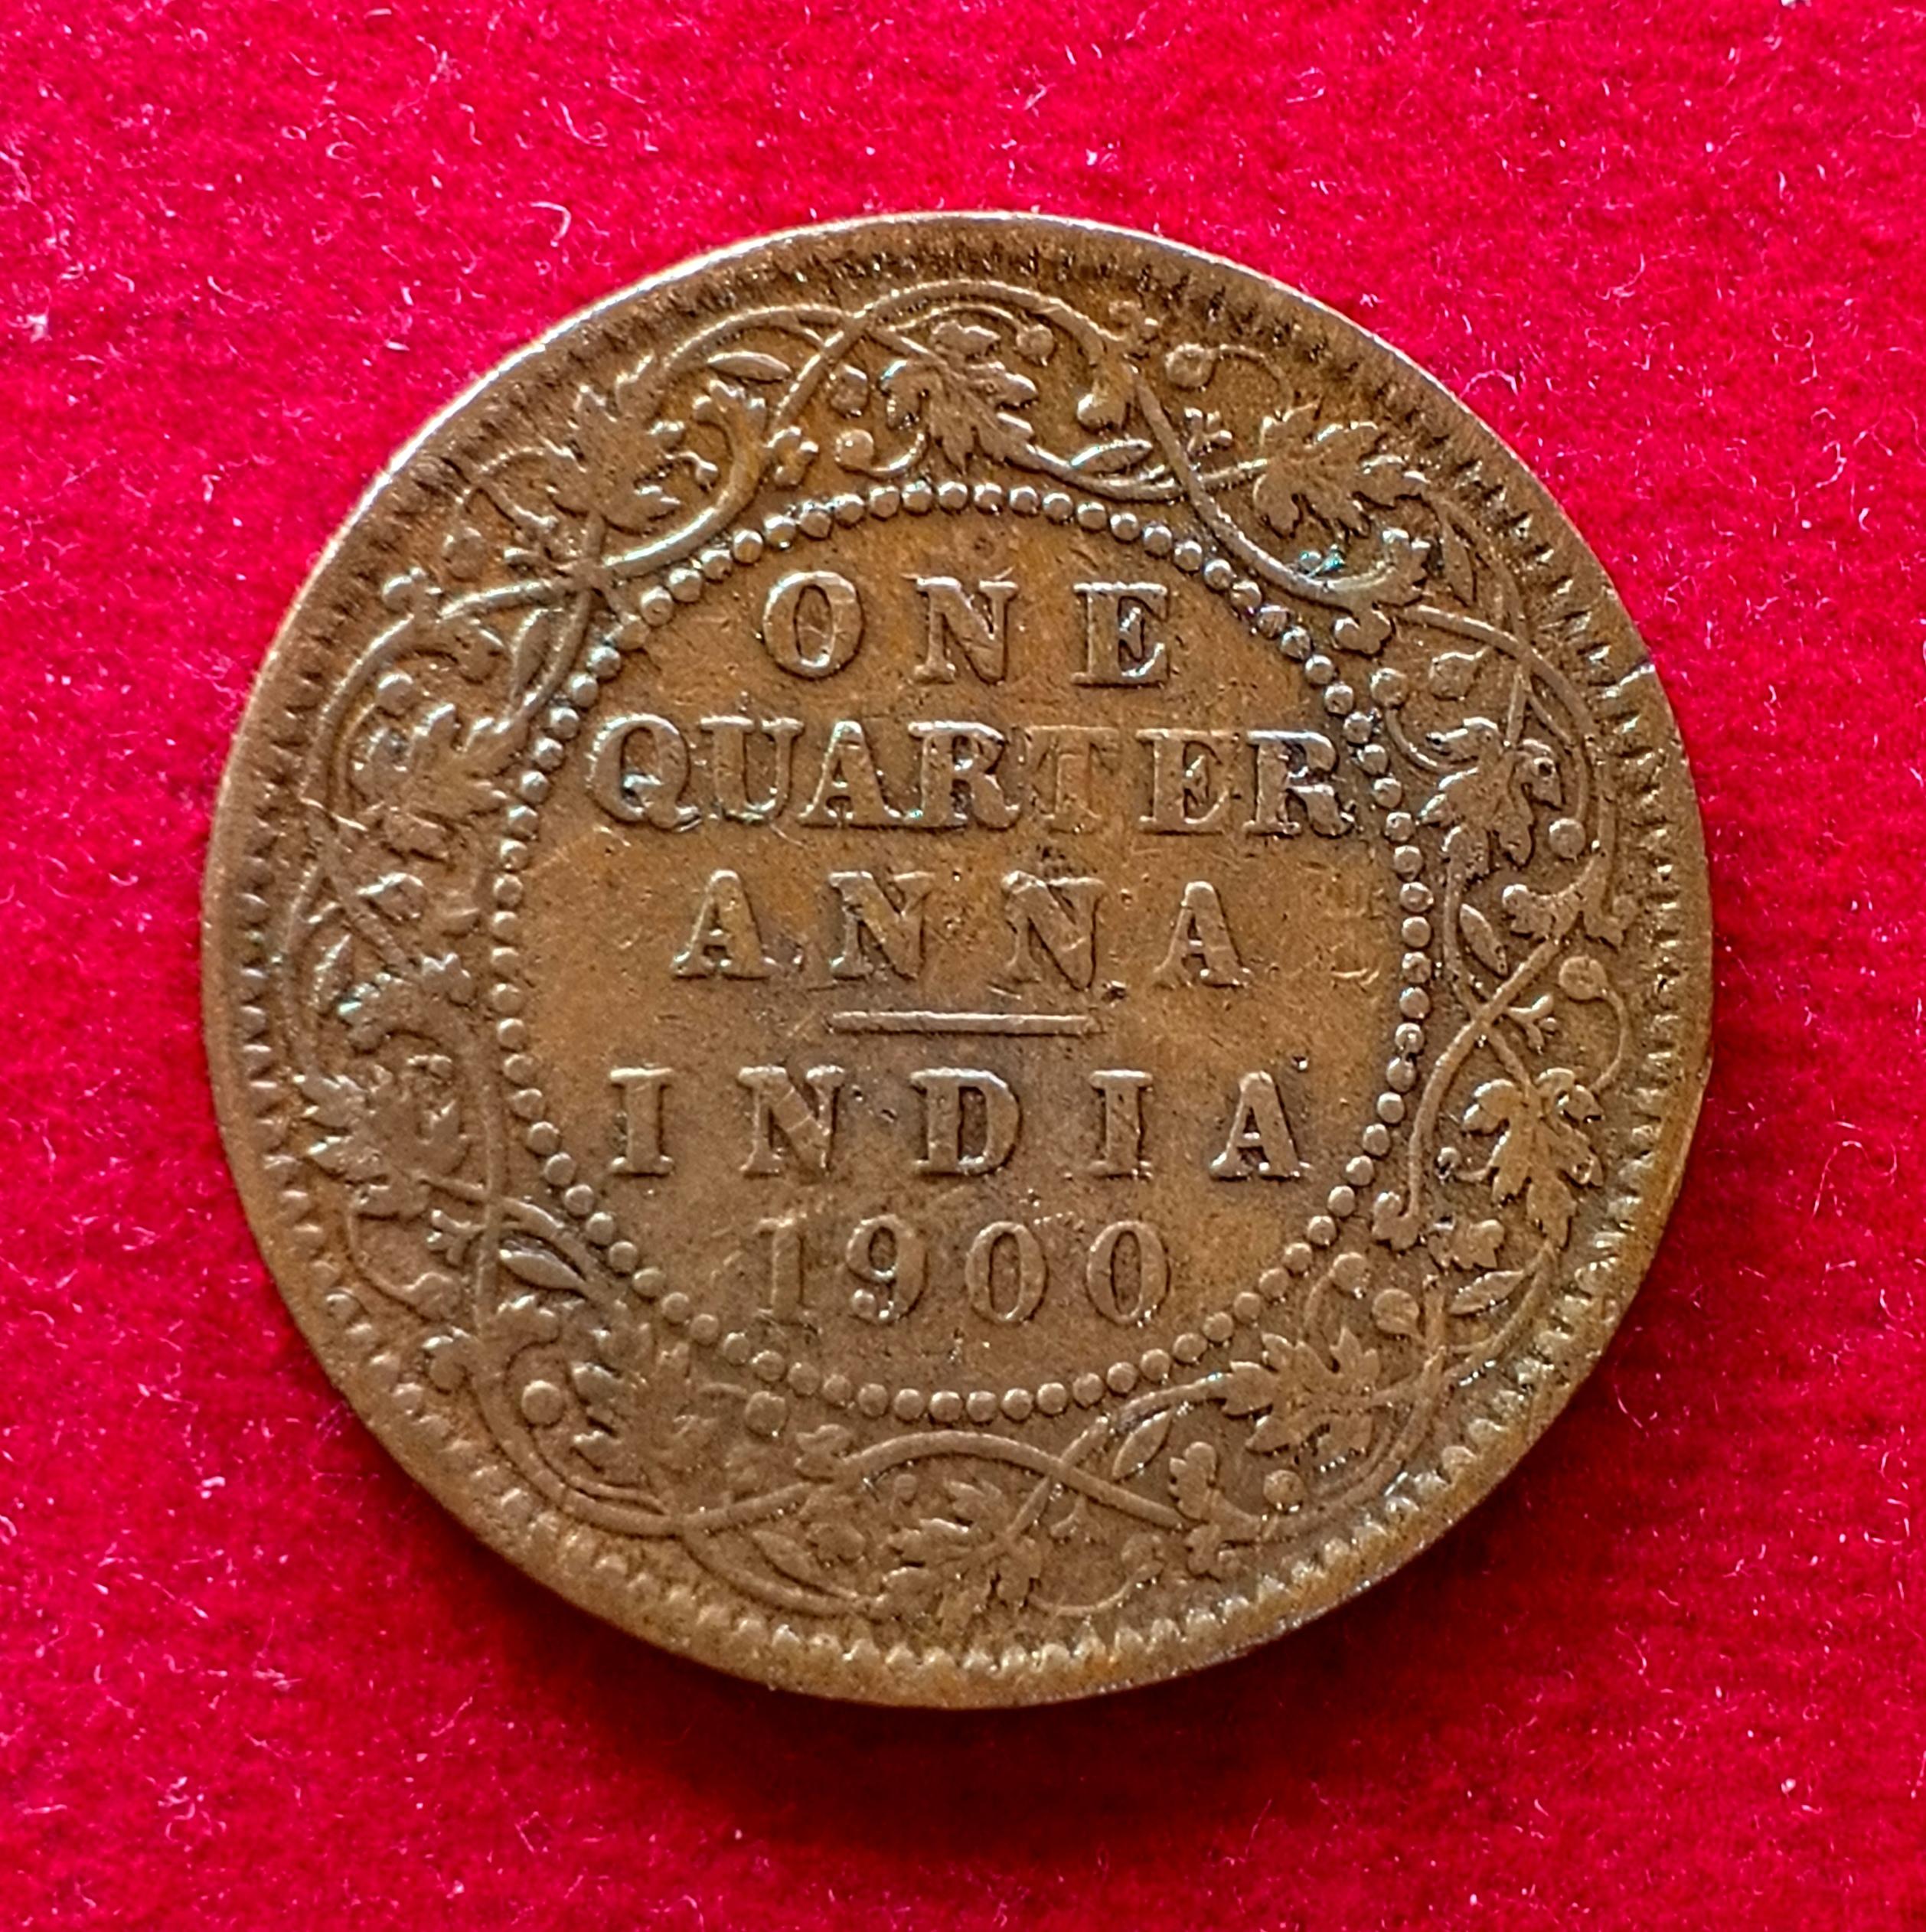 ONE
QUARTER
ANNA
INDIA
1900